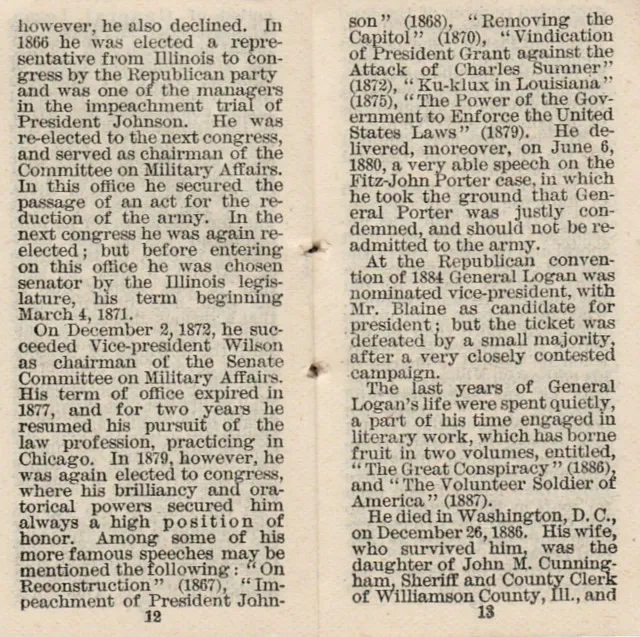 however, he also declined. In
1866 he was elected a repre-
sentative from Illinois to con-
gress by the Republican party
and was one of the managers
in the impeachment trial of
President Johnson. He was
re-elected to the next congress,
and served as chairman of the
Committee on Military Affairs.
In this office he secured the
passage of an act for the re-
duction of the army. In the
next congress he was again re-
elected; but before entering
on this office he was chosen
senator by the Illinois legis-
lature, his term beginning
March 4, 1871.
On December 2, 1872, he suc-
ceeded Vice-president Wilson
as chairman of the Senate
Committee on Military Affairs.
His term of office expired in
1877, and for two years he
resumed his pursuit of the
law profession, practicing in
Chicago. In 1879, however, he
was again elected to congress,
where his brilliancy and ora-
torical powers secured him
always a high position of
honor. Among some of his
more famous speeches may be
mentioned the following: "On
Reconstruction" (1867), "Im-
peachment of President John-
12
son" (1868), "Removing the
Capitol" (1870), "Vindication
of President Grant against the
Attack of Charles Sumner"
(1872), "Ku-klux in Louisiana"
(1875), "The Power of the Gov-
ernment to Enforce the United
States Laws" (1879). He de-
livered, moreover, on June 6,
1880, a very able speech on the
Fitz-John Porter case, in which
he took the ground that Gen-
eral Porter was justly con-
demned, and should not be re-
admitted to the army.
At the Republican conven-
tion of 1884 General Logan was
nominated vice-president, with
Mr. Blaine as candidate for
president; but the ticket was
defeated by a small majority,
after a very closely contested
campaign.
The last years of General
Logan's life were spent quietly,
a part of his time engaged in
literary work, which has borne
fruit in two volumes, entitled,
"The Great Conspiracy" (1886),
and "The Volunteer Soldier of
America" (1887).
He died in Washington, D. C.,
on December 26, 1886. His wife,
who survived him, was the
daughter of John M. Cunning-
ham, Sheriff and County Clerk
of Williamson County, Ill., and
13